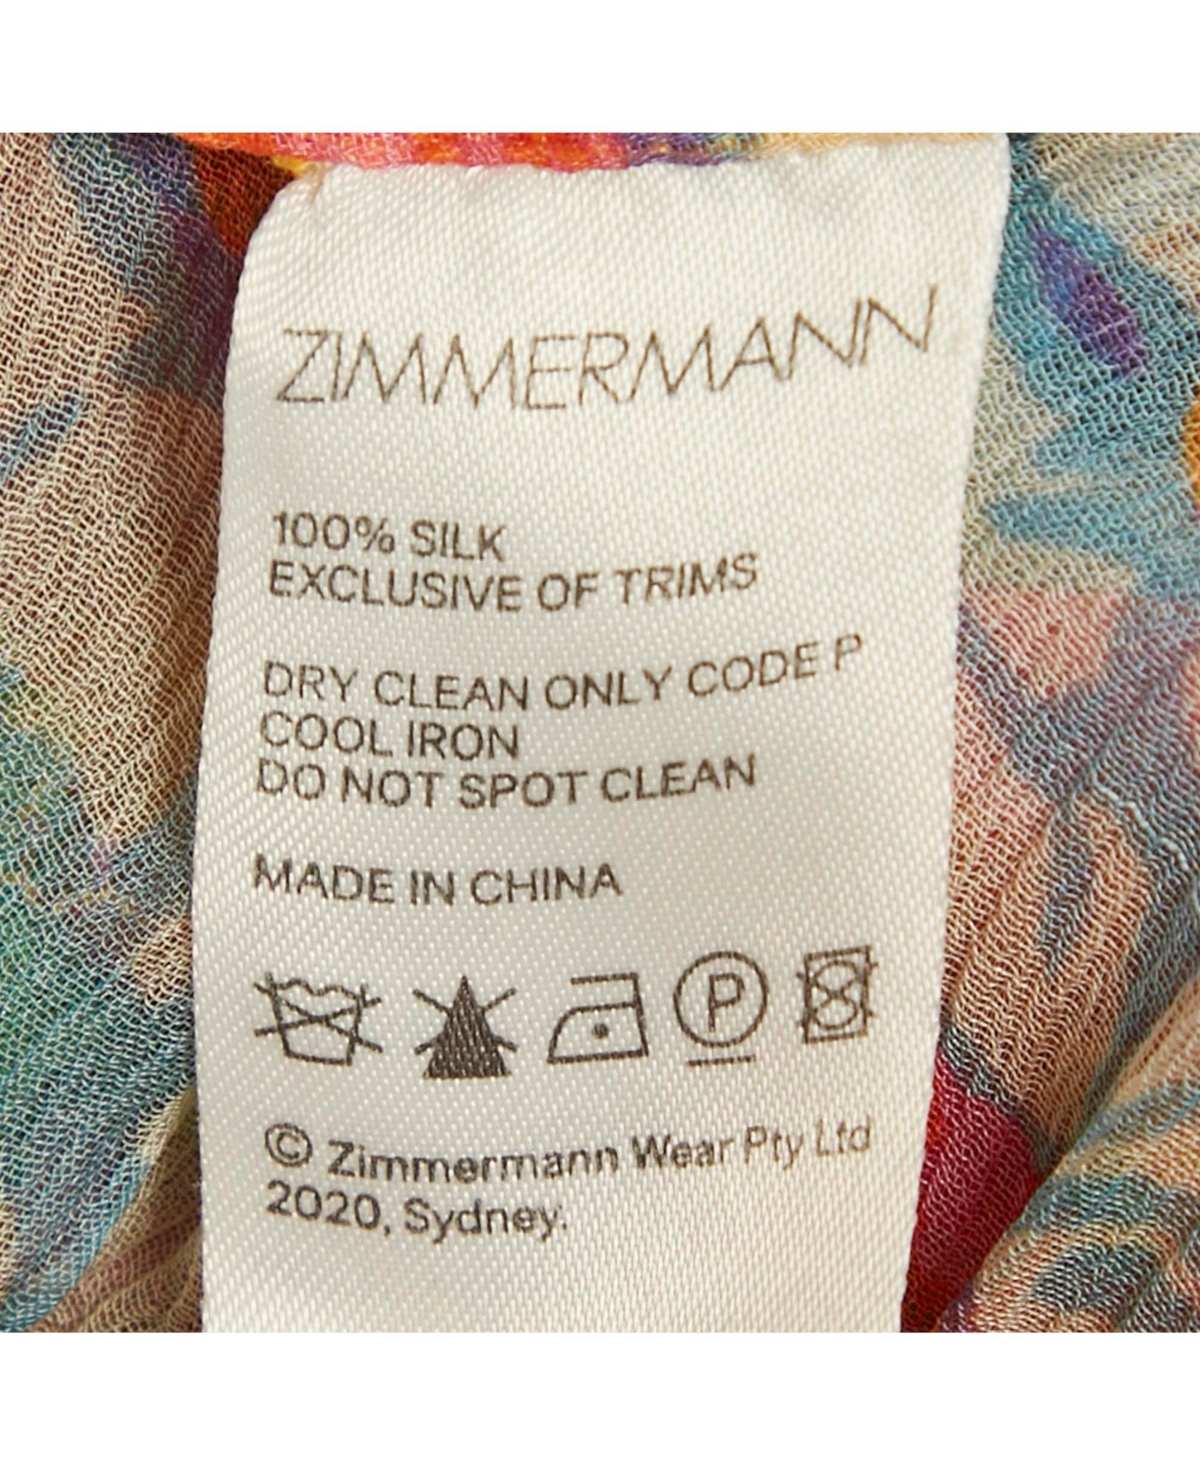 ZIMMERMANN
100% SILK
EXCLUSIVE OF TRIMS
DRY CLEAN ONLY CODE P
COOL IRON
DO NOT SPOT CLEAN
MADE IN CHINA
P
© Zimmermann Wear Pty Ltd
2020, Sydney.